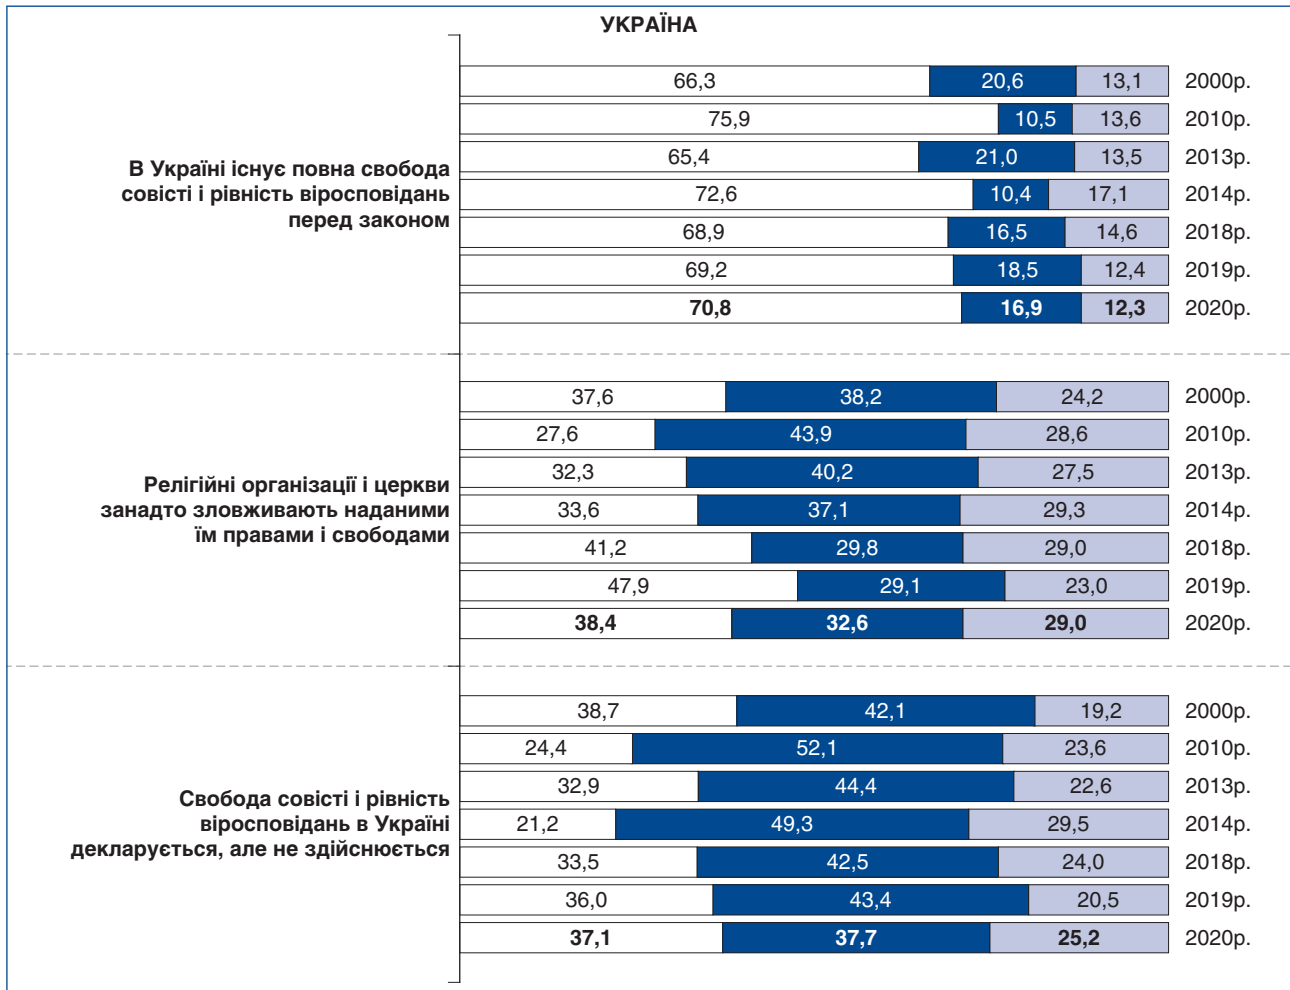 УКРАЇНА
66,3 20,6 13,1 2000р.
75,9 10,5 13,6 2010р.
65,4 21,0 13,5 2013р.
72,6 10,4 17,1 2014р.
68,9 16,5 14,6 2018р.
69,2 18,5 12,4 2019р.
70,8 16,9 12,3 2020р.
В Україні існує повна свобода
совісті і рівність віросповідань
перед законом
37,6 38,2 24,2 2000р.
27,6 43,9 28,6 2010р.
32,3 40,2 27,5 2013р.
33,6 37,1 29,3 2014р.
41,2 29,8 29,0 2018р.
47,9 29,1 23,0 2019р.
38,4 32,6 29,0 2020р.
Релігійні організації і церкви
занадто зловживають наданими
їм правами і свободами
38,7 42,1 19,2 2000р.
24,4 52,1 23,6 2010р.
32,9 44,4 22,6 2013р.
21,2 49,3 29,5 2014р.
33,5 42,5 24,0 2018р.
36,0 43,4 20,5 2019р.
37,1 37,7 25,2 2020р.
Свобода совісті і рівність
віросповідань в Україні
декларується, але не здійснюється